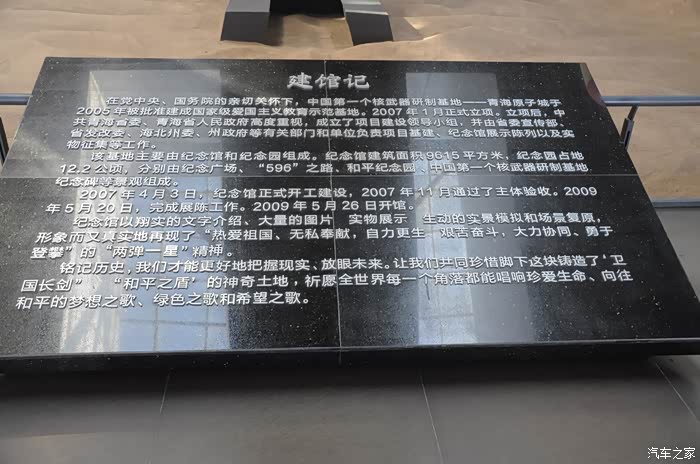 建馆记
在党中央、国务院的亲切关怀下，中国第一个核武器研制基地——青海原子城于
2005年被批准建成国家级爱国主义教育示范基地。2007年1月正式立项。立项后，中
共青海省委、青海省人民政府高度重视，成立了项目建设领导小组，并由省委宣传部、
省发改委、海北州委、州政府等有关部门和单位负责项目基建、纪念馆展示陈列以及实
物征集等工作。
该基地主要由纪念馆和纪念园组成。纪念馆建筑面积9615平方米，纪念园占地
12.2公顷，分别由纪念广场、“596”之路、和平纪念园、中国第一个核武器研制基地
纪念碑等景观组成。
2007年4月3日，纪念馆正式开工建设，2007年11月通过了主体验收。2009
年5月20日，完成展陈工作。2009年5月26日开馆。
纪念馆以翔实的文字介绍、大量的图片 实物展示 生动的实景模拟和场景复原，
形象而又真实地再现了“热爱祖国、无私奉献，自力更生 艰苦奋斗，大力协同、勇于
登攀”的“两弹一星”精神。
铭记历史，我们才能更好地把握现实、放眼未来。让我们共同珍惜脚下这块铸造了“卫
国长剑” “和平之盾”的神奇土地，祈愿全世界每一个角落都能唱响珍爱生命、向往
和平的梦想之歌、绿色之歌和希望之歌。
汽车之家